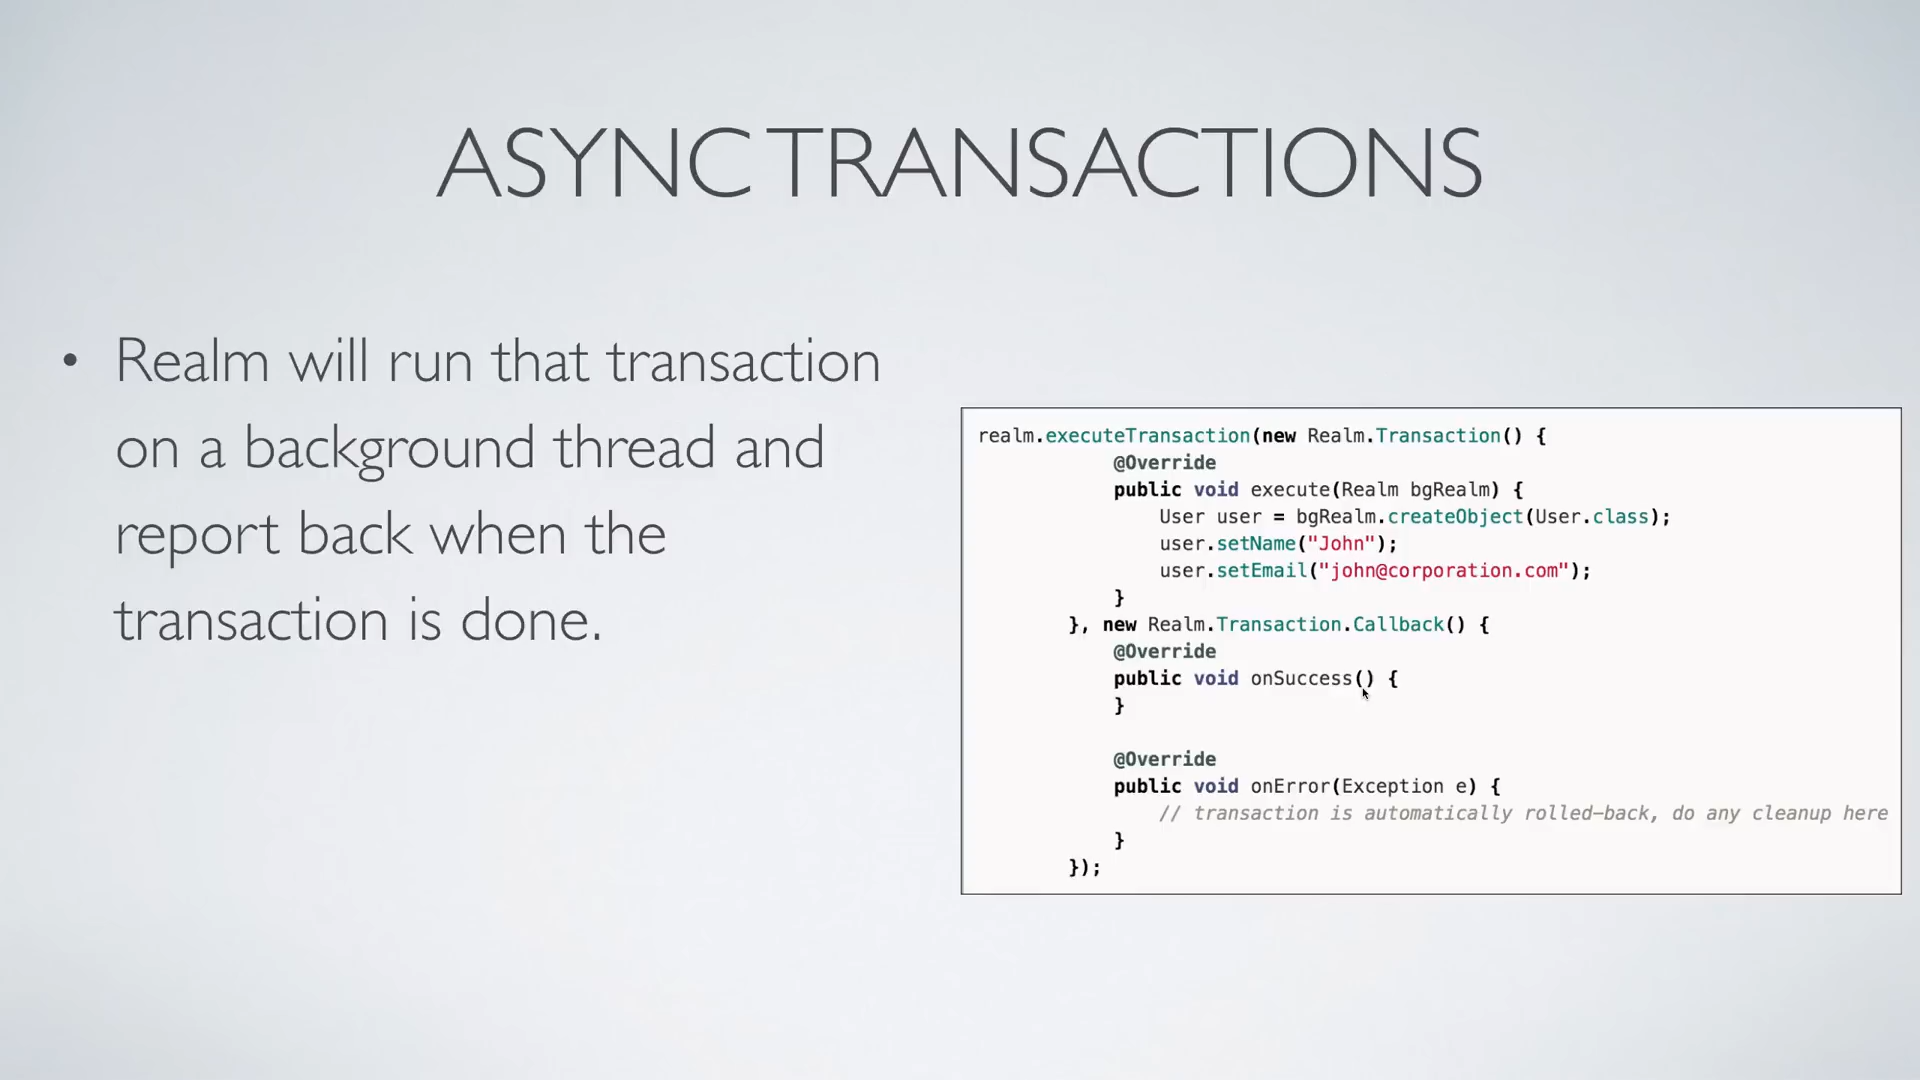 ASYNC TRANSACTIONS
• Realm will run that transaction
on a background thread and
report back when the
transaction is done.
realm.executeTransaction(new Realm.Transaction() {
@Override
public void execute(Realm bgRealm) {
User user = bgRealm.createObject(User.class);
user.setName("John");
user.setEmail("john@corporation.com");
}
}, new Realm.Transaction.Callback() {
@Override
public void onSuccess() {
}
@Override
public void onError(Exception e) {
// transaction is automatically rolled-back, do any cleanup here
}
});